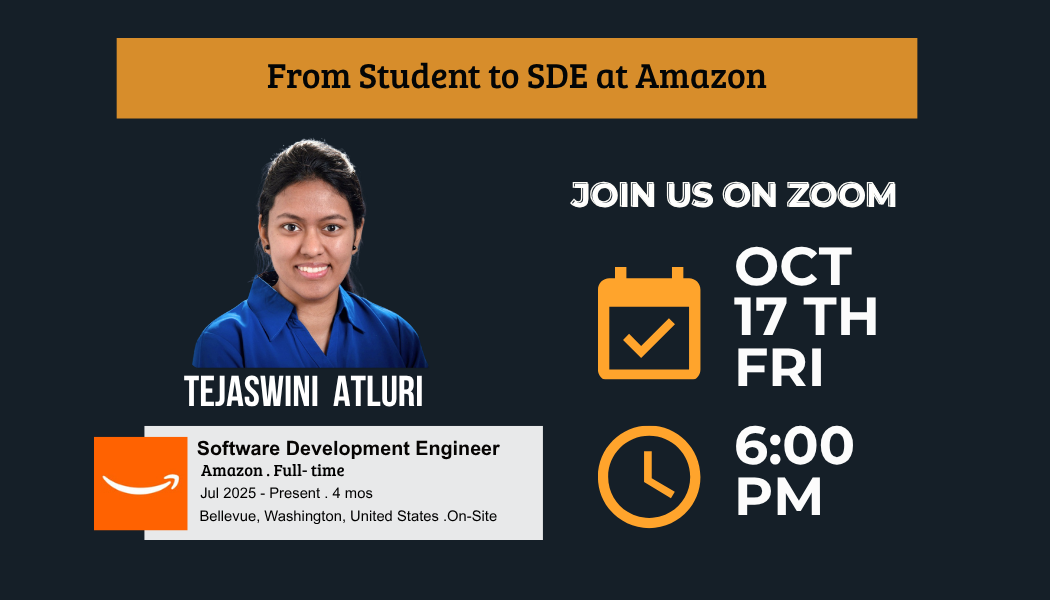 From Student to SDE at Amazon
JOIN US ON ZOOM
OCT
17 TH
FRI
6:00
PM
TEJASWINI ATLURI
Software Development Engineer
Amazon . Full- time
Jul 2025 - Present . 4 mos
Bellevue, Washington, United States .On-Site